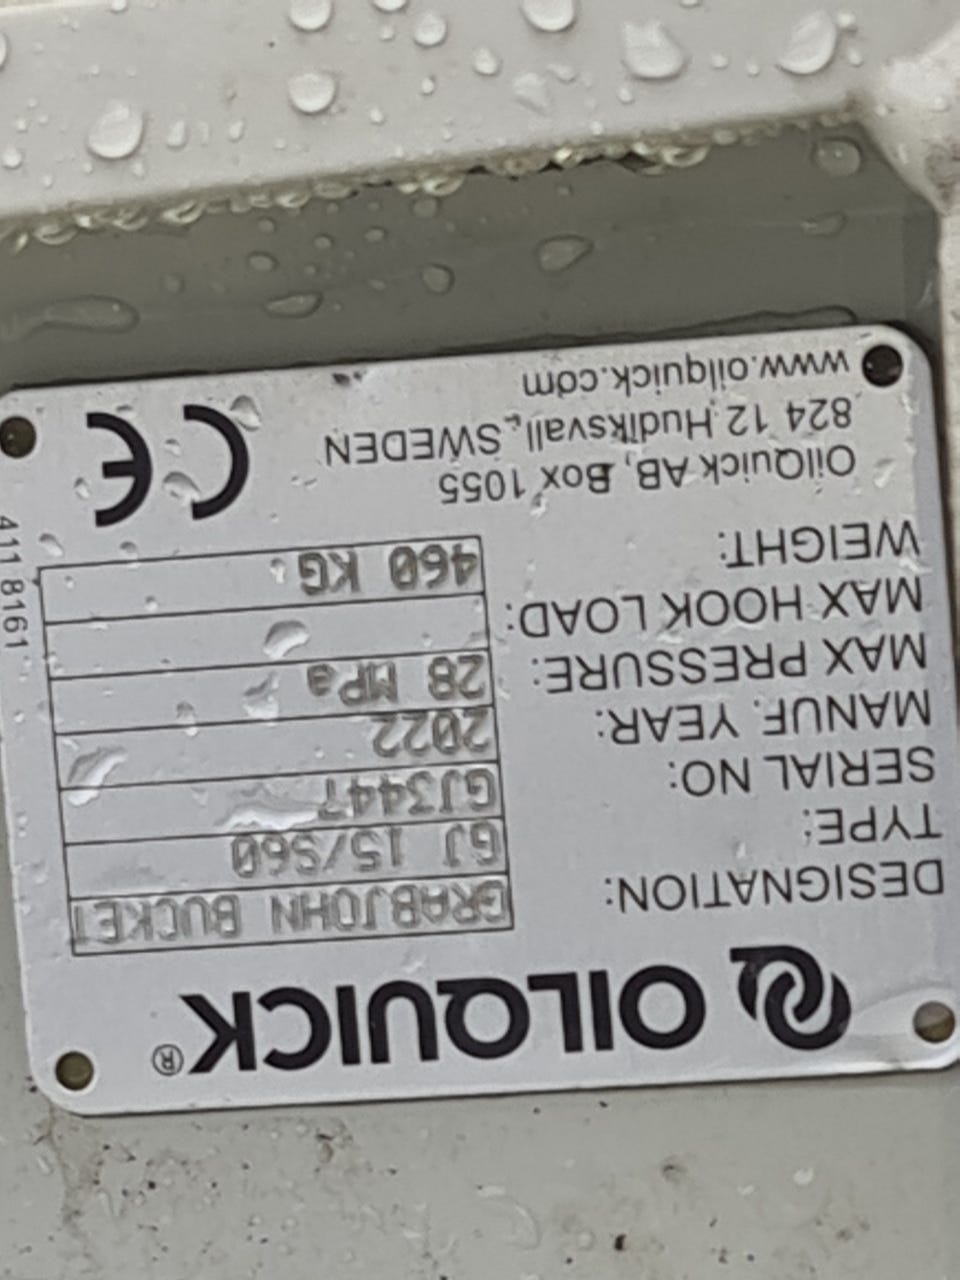 OILQUICK®
DESIGNATION: GRABJOHN BUCKET
TYPE: GJ 15/S60
SERIAL NO: GJ3447
MANUF. YEAR: 2022
MAX PRESSURE: 28 MPa
MAX HOOK LOAD:
WEIGHT: 460 KG
OilQuick AB, Box 1055
824 12 Hudiksvall, SWEDEN
www.oilquick.com
CE
411 8161